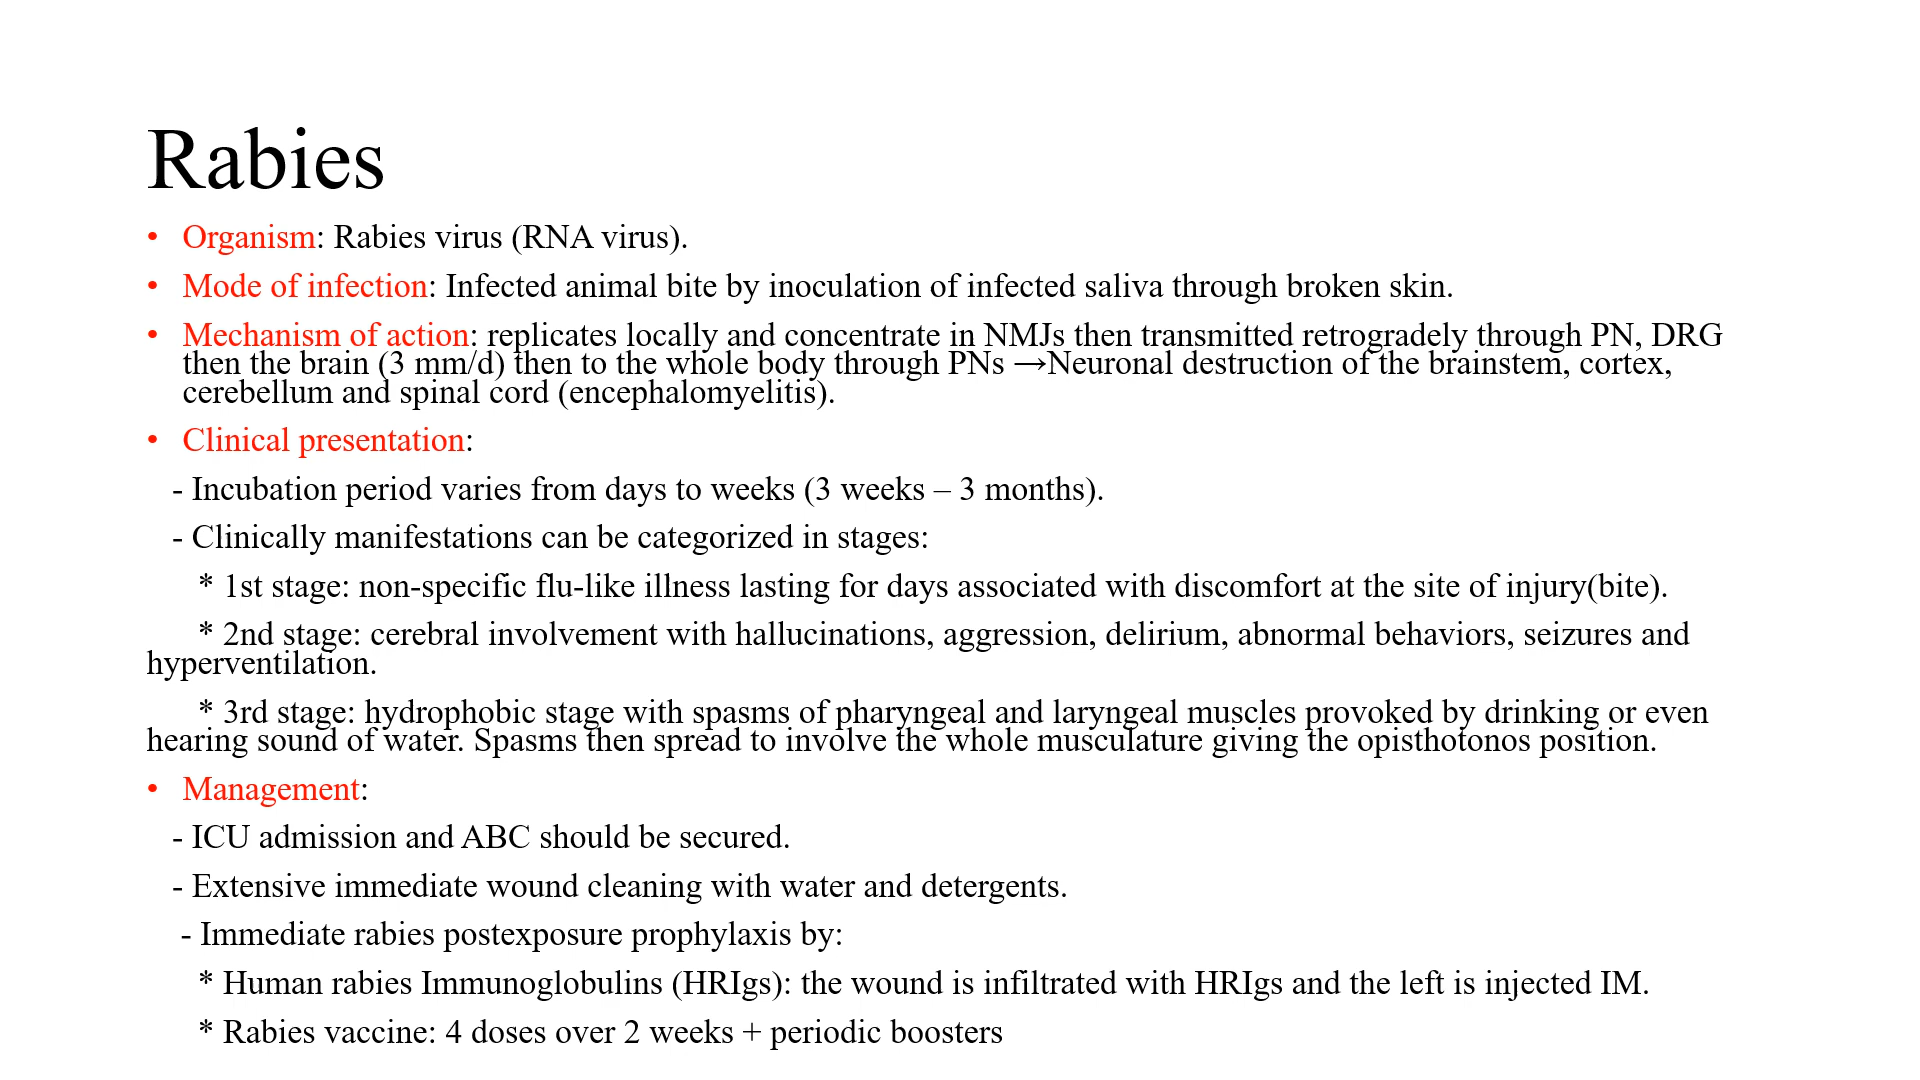 Rabies
• Organism: Rabies virus (RNA virus).
• Mode of infection: Infected animal bite by inoculation of infected saliva through broken skin.
• Mechanism of action: replicates locally and concentrate in NMJs then transmitted retrogradely through PN, DRG
then the brain (3 mm/d) then to the whole body through PNs →Neuronal destruction of the brainstem, cortex,
cerebellum and spinal cord (encephalomyelitis).
• Clinical presentation:
- Incubation period varies from days to weeks (3 weeks – 3 months).
- Clinically manifestations can be categorized in stages:
* 1st stage: non-specific flu-like illness lasting for days associated with discomfort at the site of injury(bite).
* 2nd stage: cerebral involvement with hallucinations, aggression, delirium, abnormal behaviors, seizures and
hyperventilation.
* 3rd stage: hydrophobic stage with spasms of pharyngeal and laryngeal muscles provoked by drinking or even
hearing sound of water. Spasms then spread to involve the whole musculature giving the opisthotonos position.
• Management:
- ICU admission and ABC should be secured.
- Extensive immediate wound cleaning with water and detergents.
- Immediate rabies postexposure prophylaxis by:
* Human rabies Immunoglobulins (HRIgs): the wound is infiltrated with HRIgs and the left is injected IM.
* Rabies vaccine: 4 doses over 2 weeks + periodic boosters